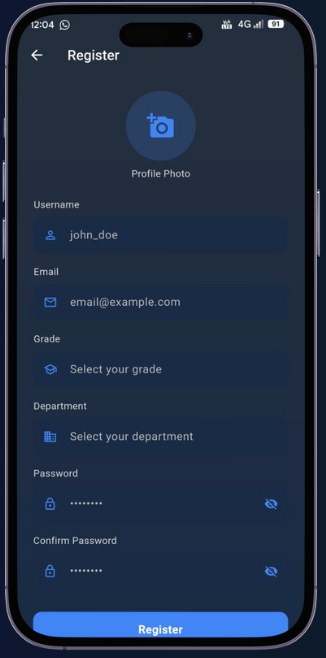 12:04 4G 91
Register
Profile Photo
Username
john_doe
Email
email@example.com
Grade
Select your grade
Department
Select your department
Password
••••••••
Confirm Password
••••••••
Register